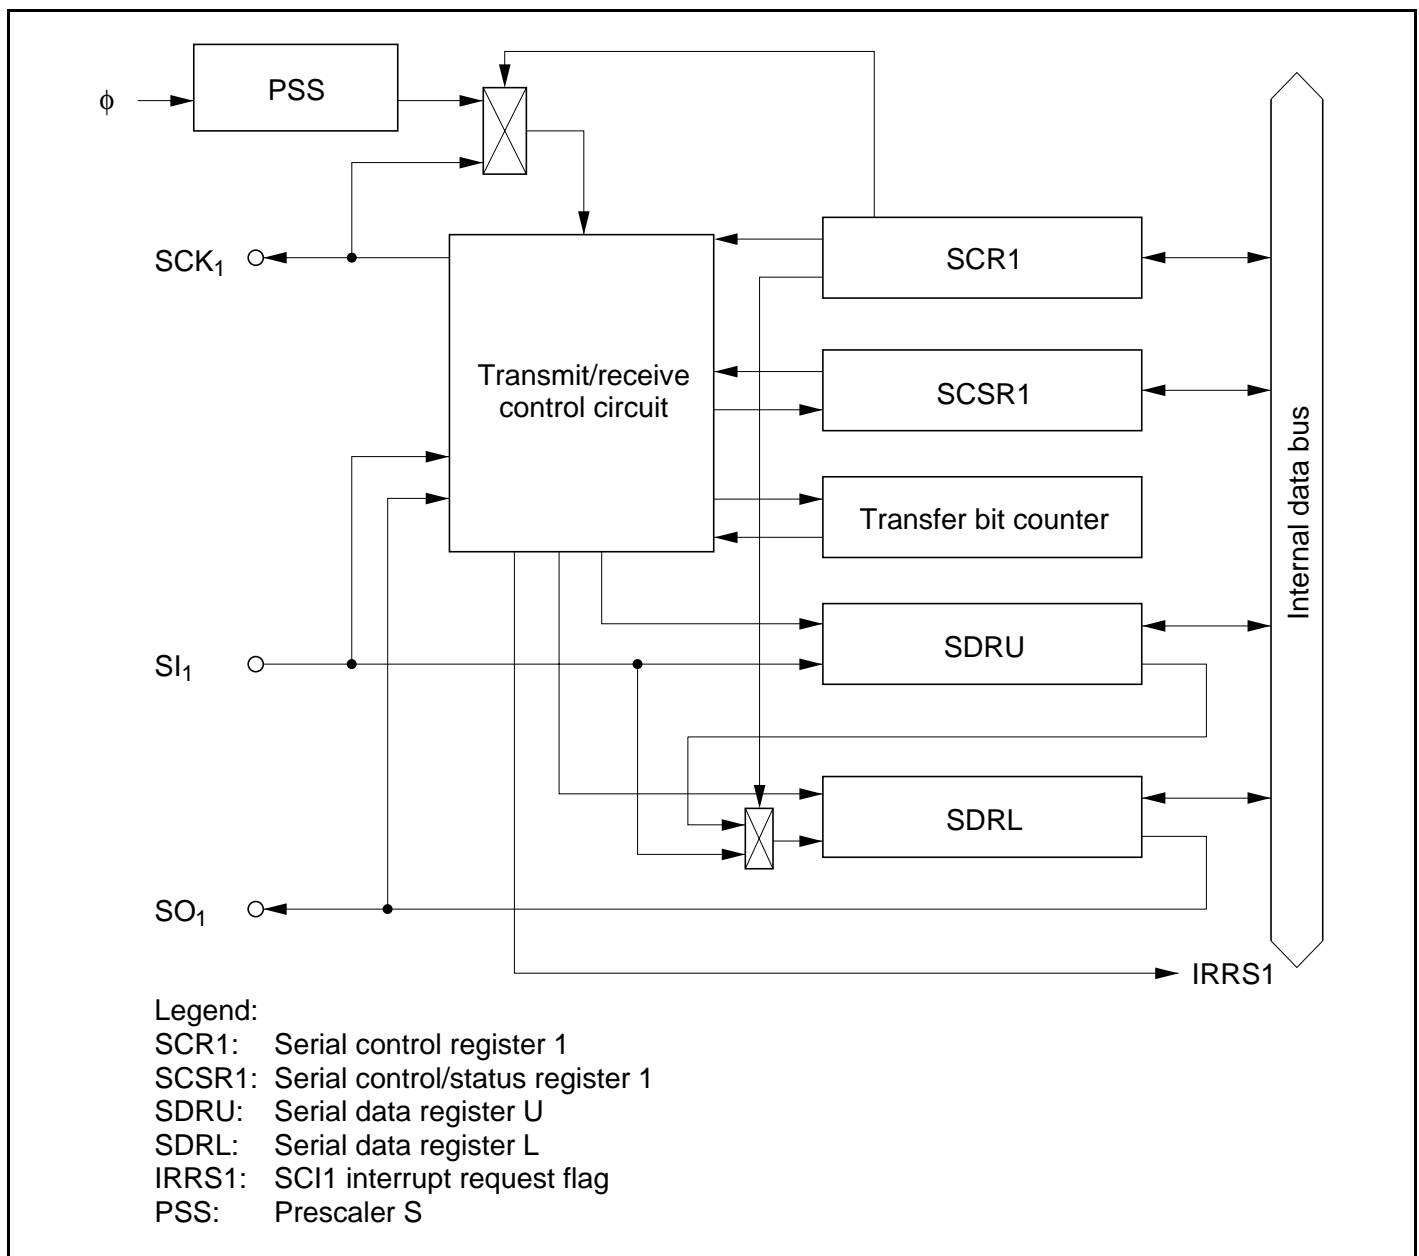 PSS
ϕ
SCK1
SCR1
Transmit/receive
control circuit
SCSR1
Transfer bit counter
Internal data bus
SI1
SDRU
SDRL
SO1
IRRS1
Legend:
SCR1: Serial control register 1
SCSR1: Serial control/status register 1
SDRU: Serial data register U
SDRL: Serial data register L
IRRS1: SCI1 interrupt request flag
PSS: Prescaler S